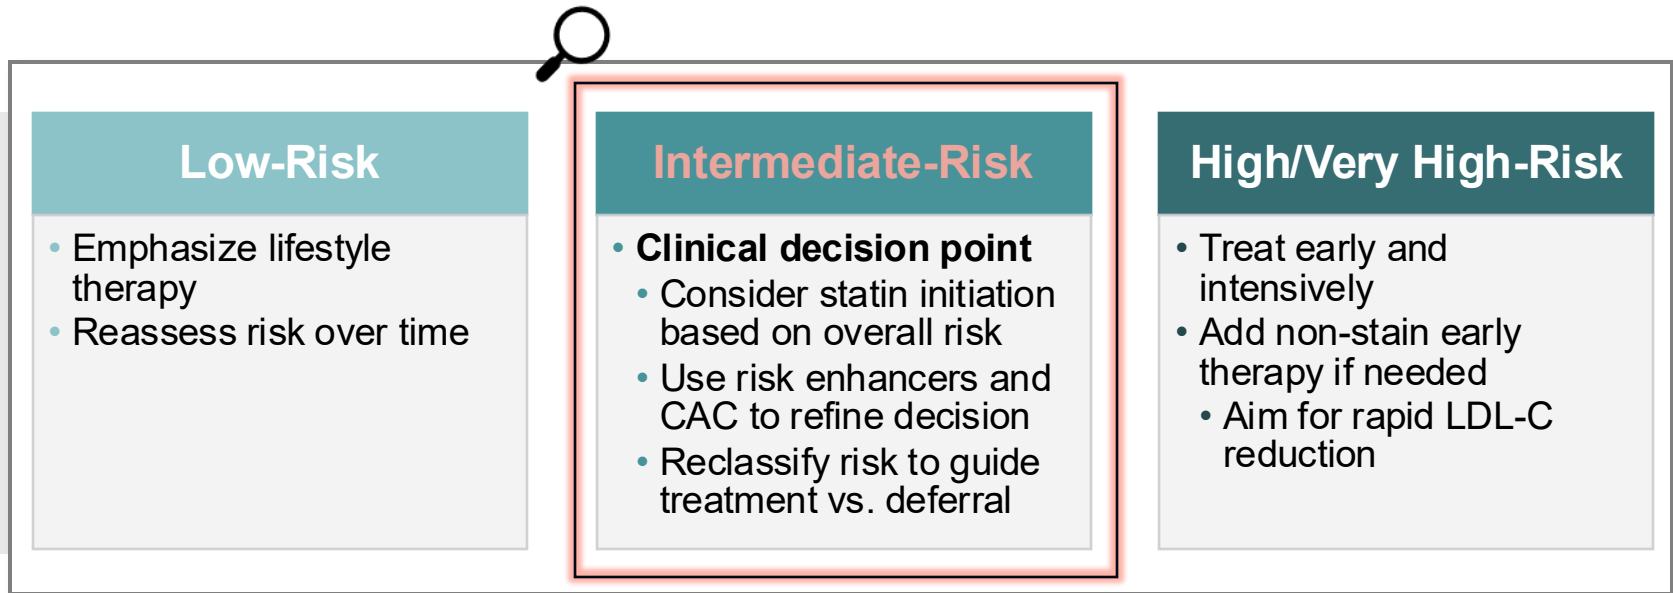 Low-Risk
• Emphasize lifestyle
therapy
• Reassess risk over time
Intermediate-Risk
• Clinical decision point
• Consider statin initiation
based on overall risk
• Use risk enhancers and
CAC to refine decision
• Reclassify risk to guide
treatment vs. deferral
High/Very High-Risk
• Treat early and
intensively
• Add non-stain early
therapy if needed
• Aim for rapid LDL-C
reduction